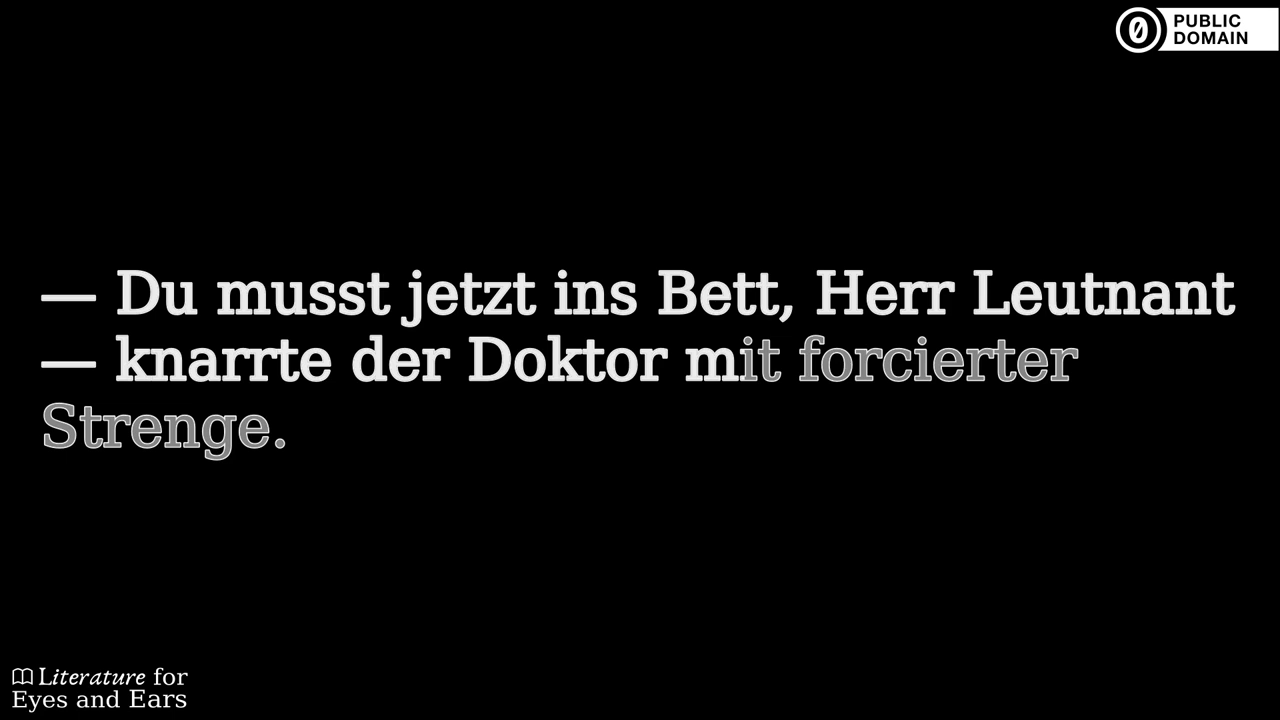 PUBLIC
DOMAIN
— Du musst jetzt ins Bett, Herr Leutnant
— knarrte der Doktor mit forcierter
Strenge.
Literature for
Eyes and Ears